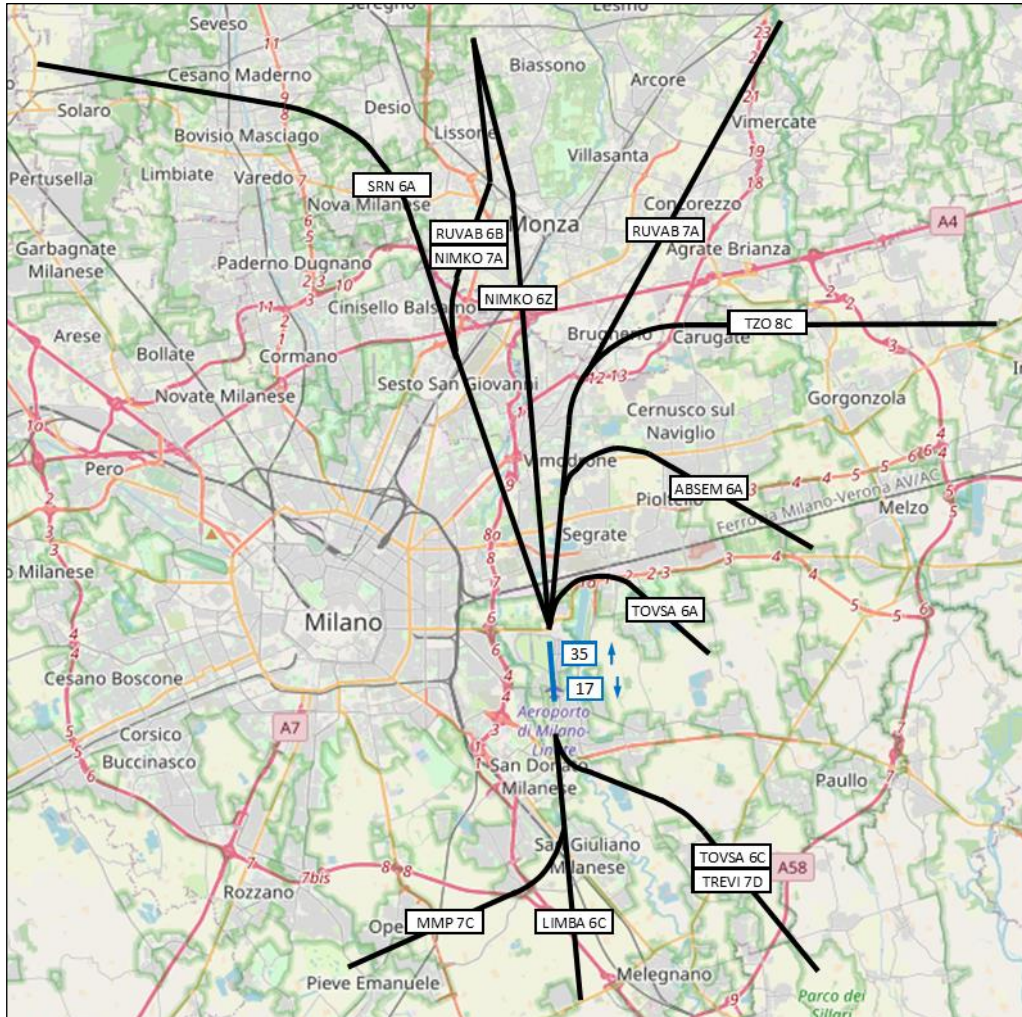 Seveso
Seregno
Lesmo
Biassono
Arcore
Cesano Maderno
Solaro
Desio
Bovisio Masciago
Lissone
Vimercate
Villasanta
Pertusella
Limbiate
Varedo
SRN 6A
Nova Milanese
Concorezzo
Monza
RUVAB 6B
RUVAB 7A
A4
Garbagnate
Milanese
NIMKO 7A
Agrate Brianza
Paderno Dugnano
Cinisello Balsamo
NIMKO 6Z
Arese
Bollate
Cormano
Brugherio
TZO 8C
Carugate
Sesto San Giovanni
Novate Milanese
12-13
Gorgonzola
Cernusco sul
Naviglio
Pero
Vimodrone
Pioltello
ABSEM 6A
Ferrovia Milano-Verona AV/AC
Melzo
Segrate
Milano
TOVSA 6A
35
17
Cesano Boscone
Aeroporto
di Milano-
Linate
A7
Corsico
Buccinasco
San Donato
Milanese
Paullo
San Giuliano
Milanese
TOVSA 6C
A58
TREVI 7D
7bis
Rozzano
MMP 7C
LIMBA 6C
Pieve Emanuele
Melegnano
Parco dei
Sillari